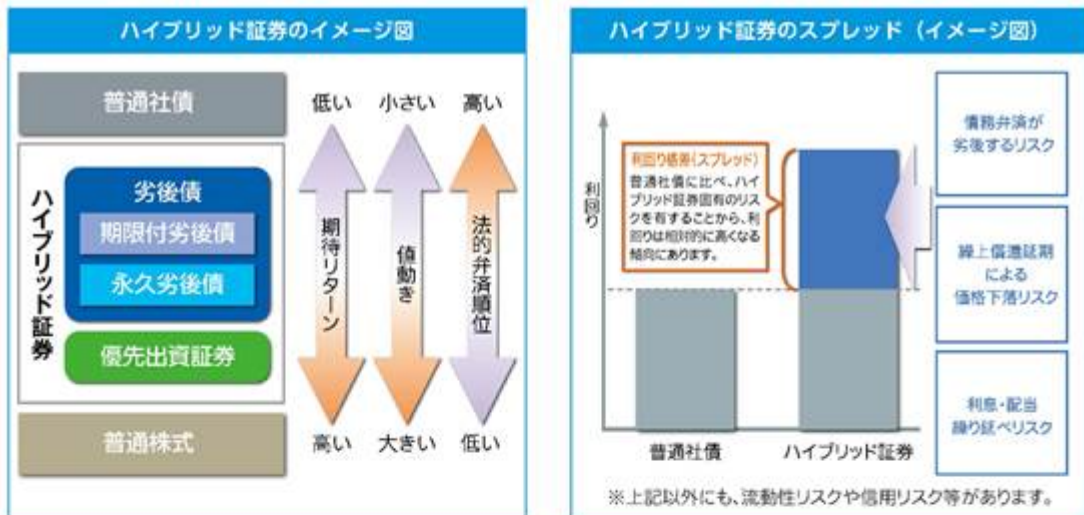 ハイブリッド証券のイメージ図
普通社債
ハイブリッド証券
劣後債
期限付劣後債
永久劣後債
優先出資証券
普通株式
低い
小さい
高い
期待リターン
値動き
法的弁済順位
高い
大きい
低い
ハイブリッド証券のスプレッド（イメージ図）
利回り
利回り格差（スプレッド）
普通社債に比べ、ハイ
ブリッド証券固有のリス
クを有することから、利
回りは相対的に高くなる
傾向にあります。
普通社債
ハイブリッド証券
債務弁済が
劣後するリスク
繰上償還延期
による
価格下落リスク
利息・配当
繰り延べリスク
※上記以外にも、流動性リスクや信用リスク等があります。